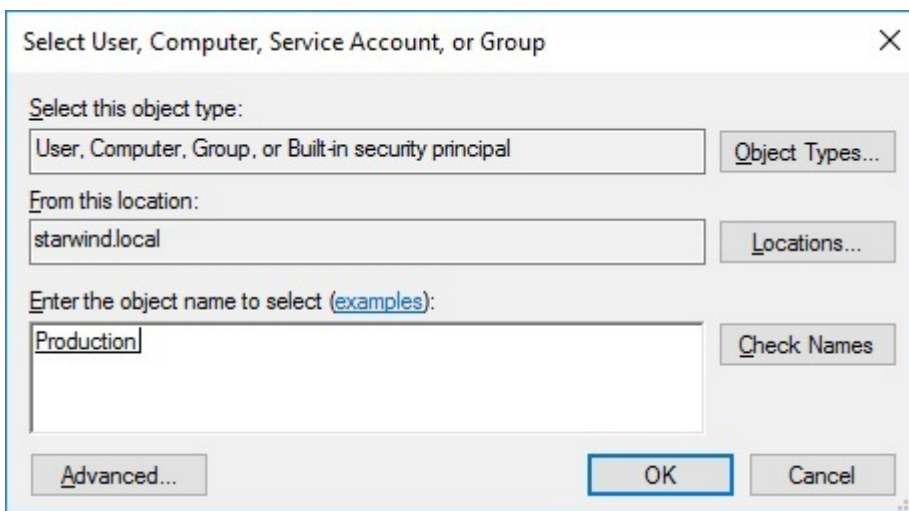 Select User, Computer, Service Account, or Group
Select this object type:
User, Computer, Group, or Built-in security principal
Object Types...
From this location:
starwind.local
Locations...
Enter the object name to select (examples):
Production
Check Names
Advanced...
OK
Cancel